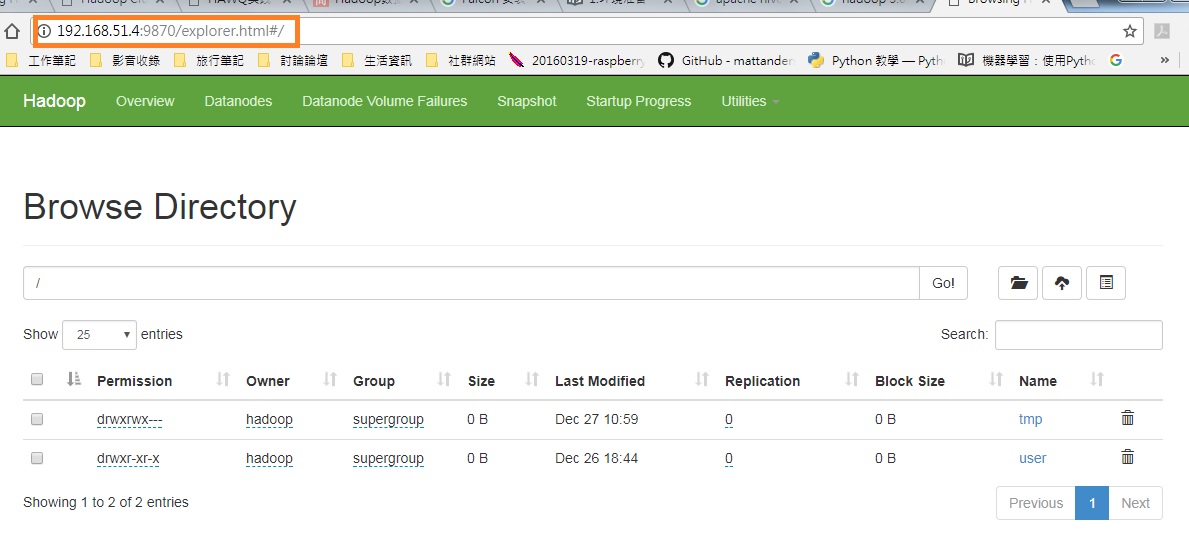 192.168.51.4:9870/explorer.html#/
工作筆記 影音收錄 旅行筆記 討論論壇 生活資訊 社群網站 20160319-raspberry GitHub - mattander Python 教學 — Pyth 機器學習：使用Pyth »
Hadoop Overview Datanodes Datanode Volume Failures Snapshot Startup Progress Utilities
Browse Directory
/ Go!
Show 25 entries Search:
Permission Owner Group Size Last Modified Replication Block Size Name
drwxrwx--- hadoop supergroup 0 B Dec 27 10:59 0 0 B tmp
drwxr-xr-x hadoop supergroup 0 B Dec 26 18:44 0 0 B user
Showing 1 to 2 of 2 entries Previous 1 Next